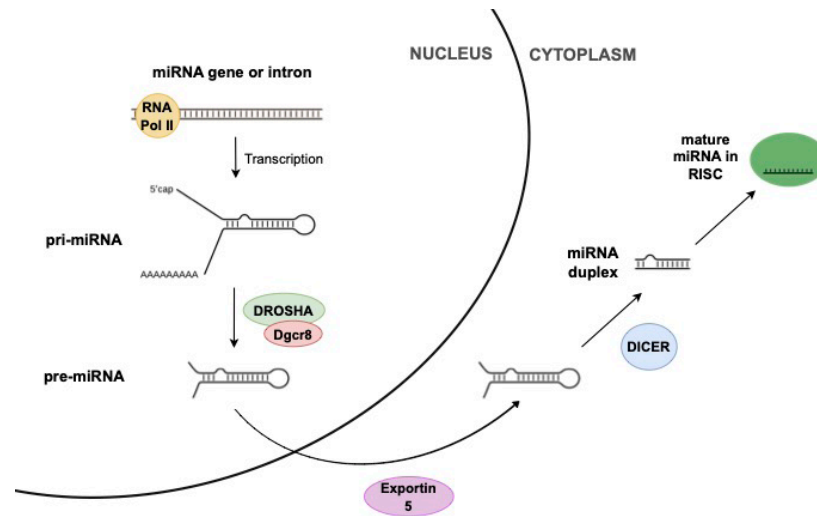 NUCLEUS
CYTOPLASM
miRNA gene or intron
RNA
Pol II
Transcription
5'cap
pri-miRNA
AAAAAAAAA
DROSHA
Dgcr8
pre-miRNA
Exportin
5
DICER
miRNA
duplex
mature
miRNA in
RISC